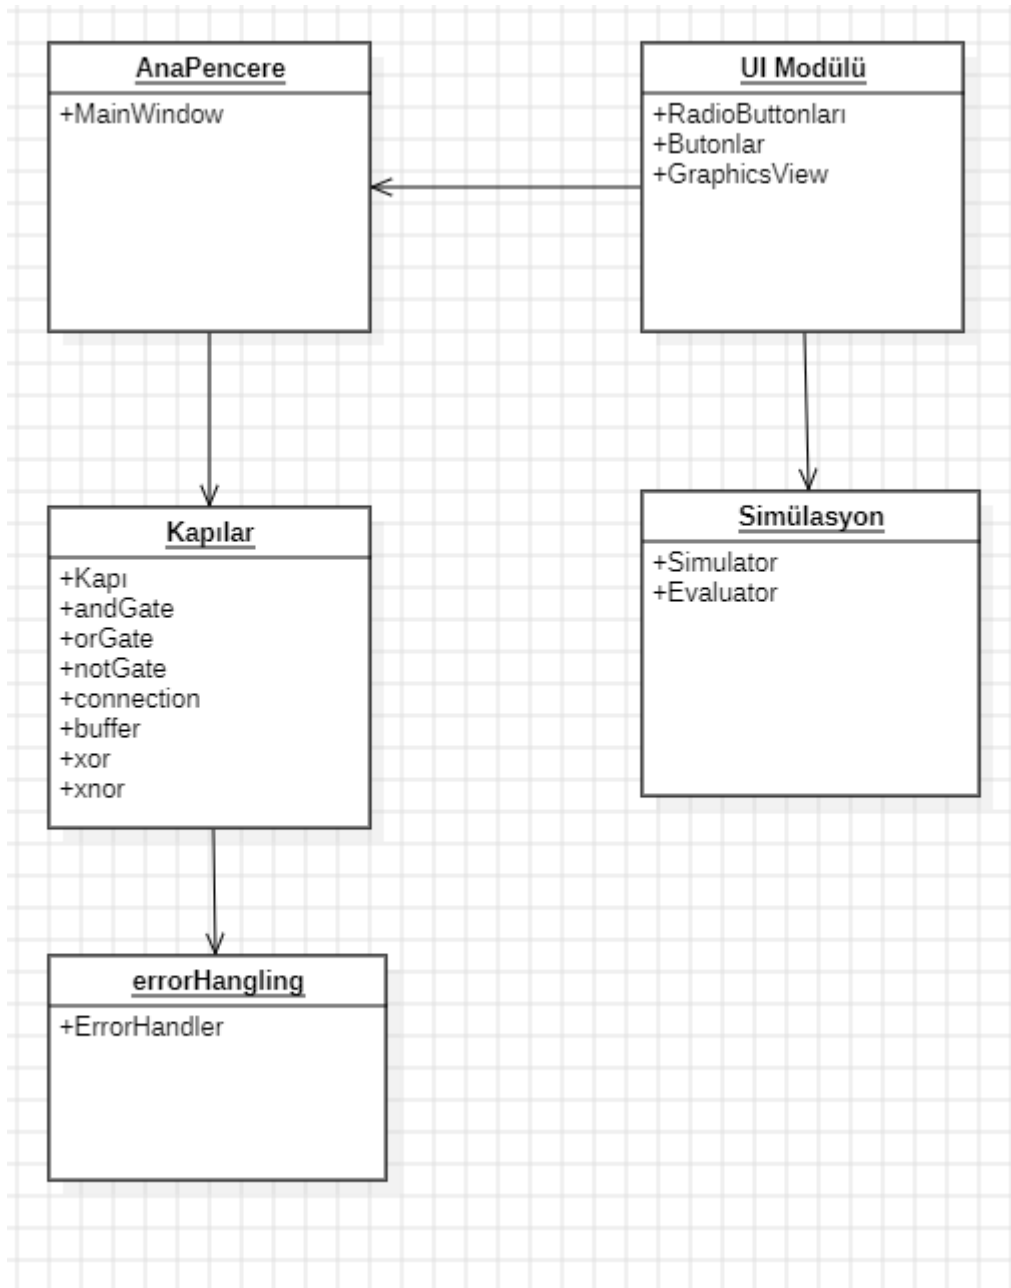 AnaPencere
+MainWindow
UI Modülü
+RadioButtonları
+Butonlar
+GraphicsView
Kapılar
+Kapı
+andGate
+orGate
+notGate
+connection
+buffer
+xor
+xnor
Simülasyon
+Simulator
+Evaluator
errorHangling
+ErrorHandler